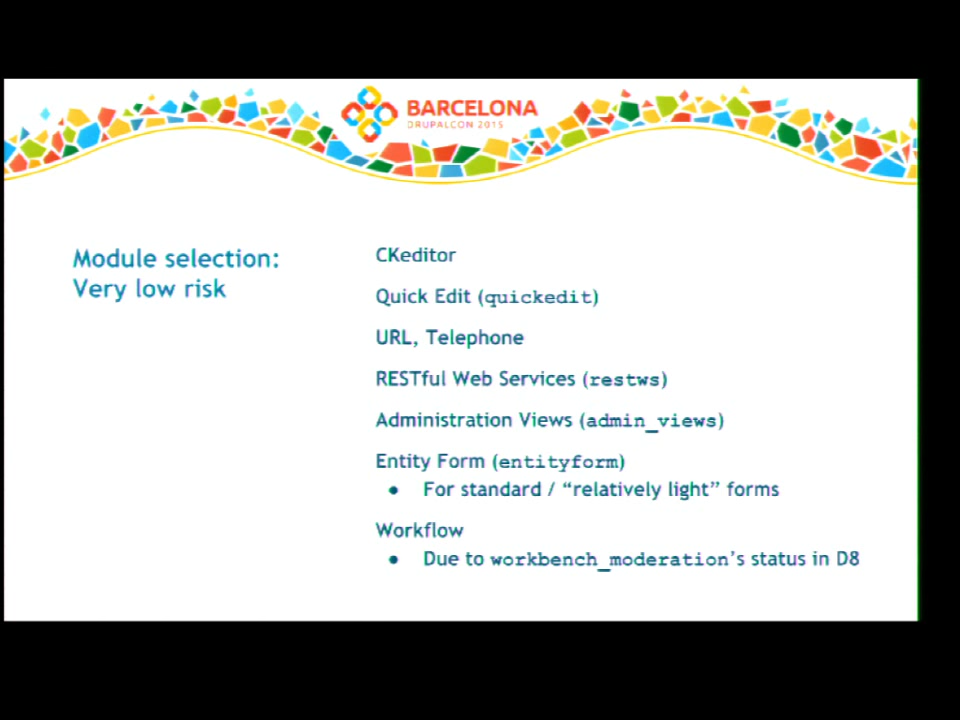 BARCELONA
DRUPALCON 2015
Module selection:
Very low risk
CKeditor
Quick Edit (quickedit)
URL, Telephone
RESTful Web Services (restws)
Administration Views (admin_views)
Entity Form (entityform)
● For standard / “relatively light” forms
Workflow
● Due to workbench_moderation’s status in D8